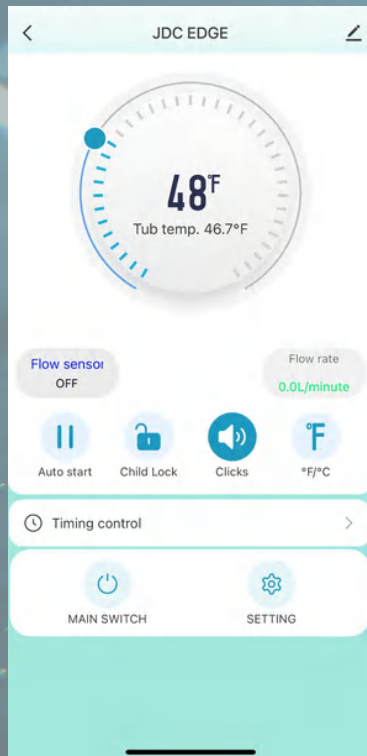 JDC EDGE
48°F
Tub temp. 46.7°F
Flow sensor
OFF
Flow rate
0.0L/minute
Auto start
Child Lock
Clicks
°F
°F/°C
Timing control
MAIN SWITCH
SETTING